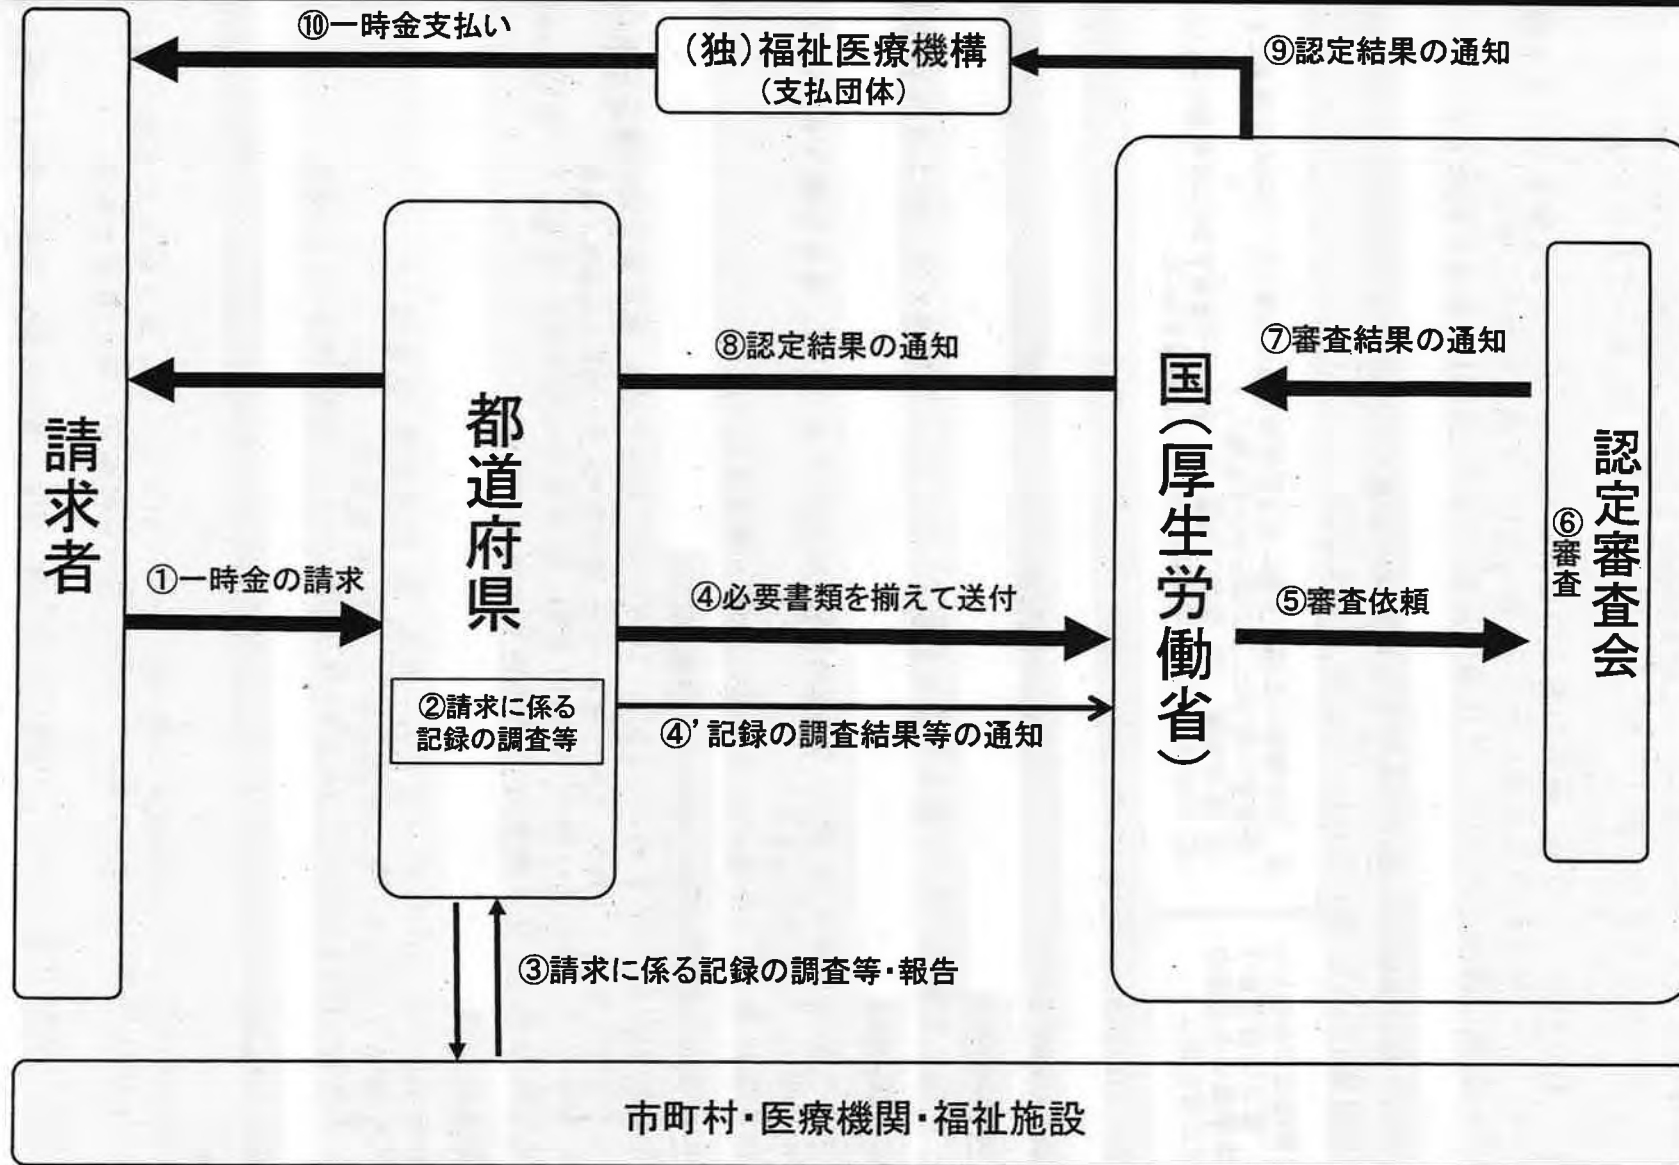 ⑩一時金支払い
(独)福祉医療機構
(支払団体)
⑨認定結果の通知
請求者
⑧認定結果の通知
都道府県
①一時金の請求
②請求に係る
記録の調査等
④必要書類を揃えて送付
④’記録の調査結果等の通知
国(厚生労働省)
⑦審査結果の通知
⑤審査依頼
認定審査会
⑥審査
③請求に係る記録の調査等・報告
市町村・医療機関・福祉施設